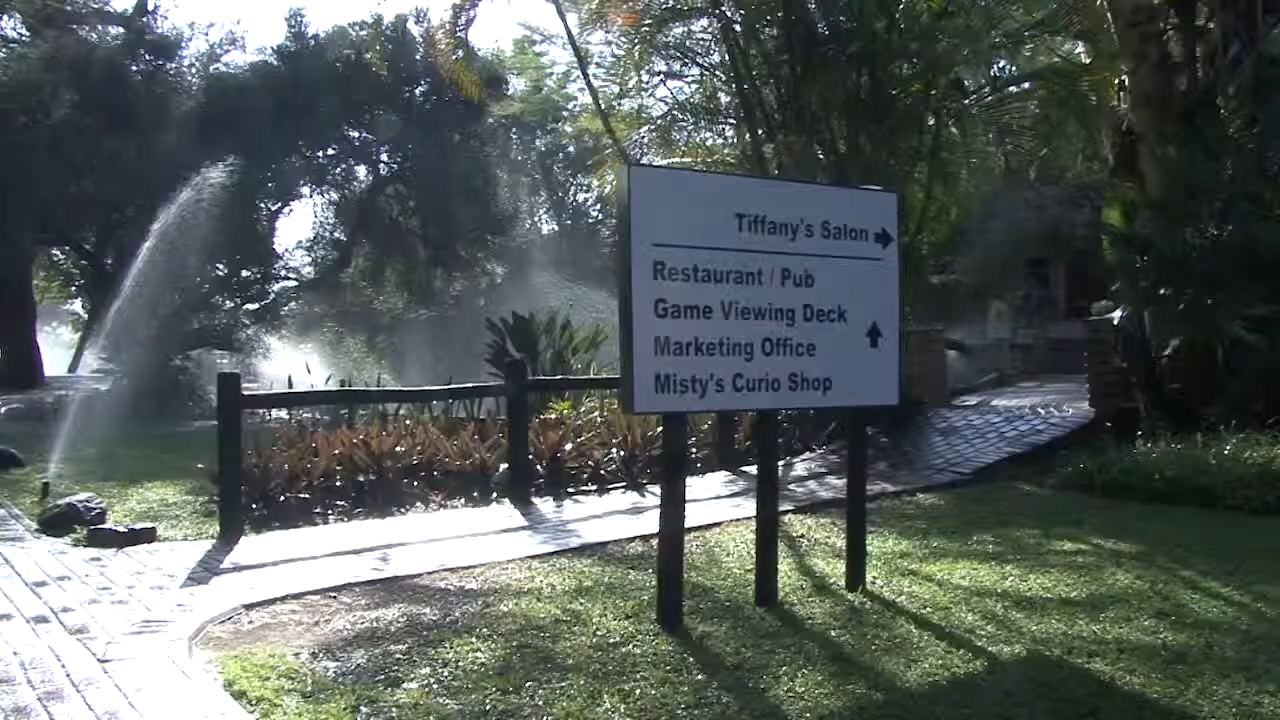 Tiffany's Salon
Restaurant / Pub
Game Viewing Deck
Marketing Office
Misty's Curio Shop